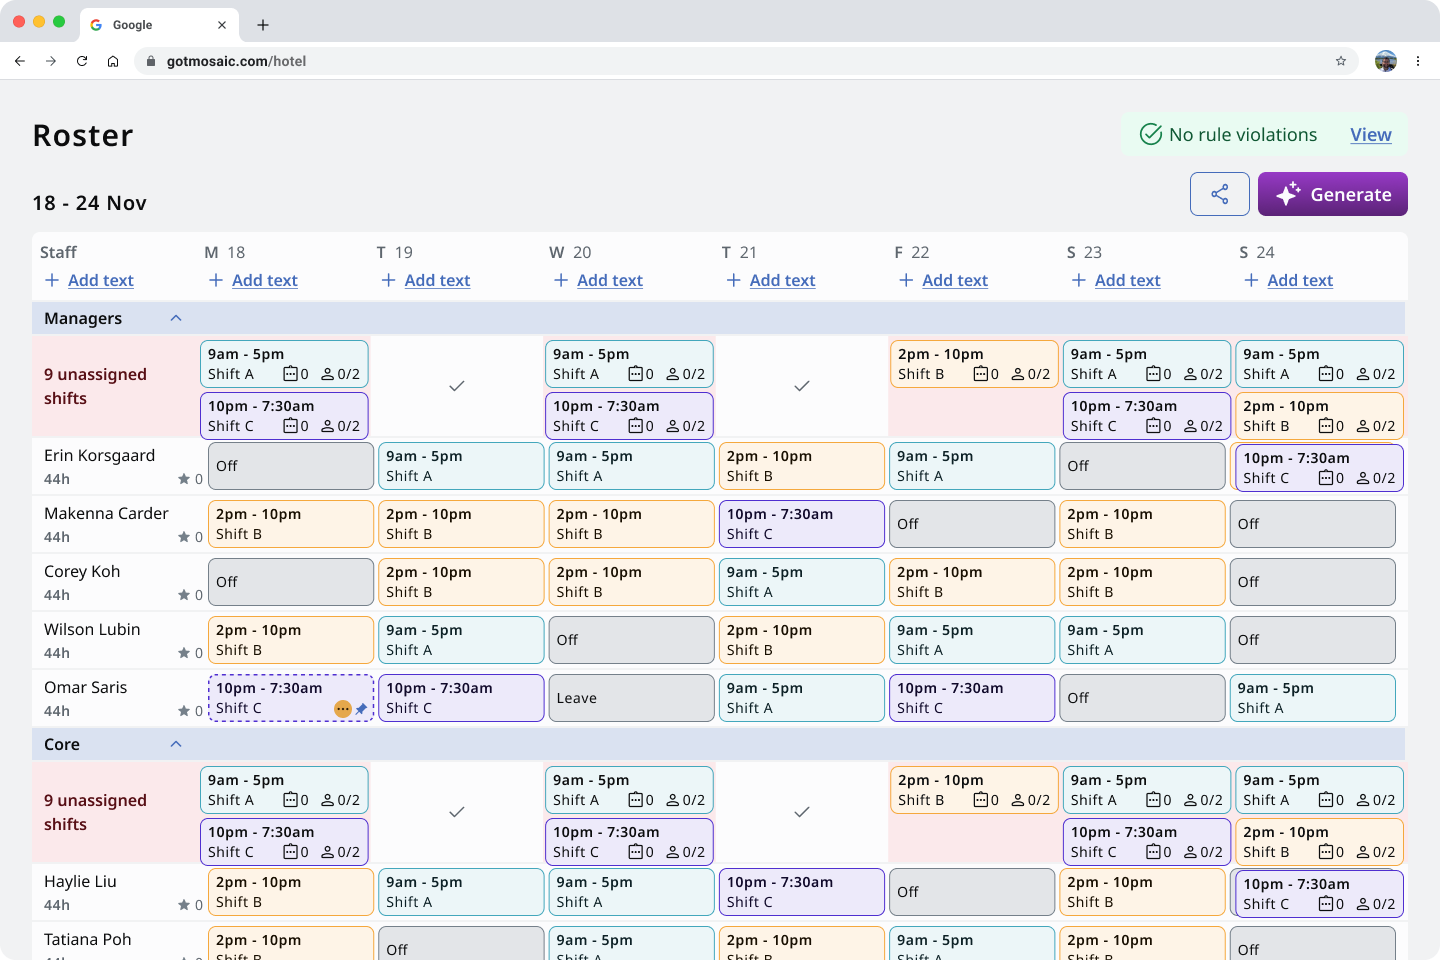 Google
gotmosaic.com/hotel
Roster
No rule violations View
18 - 24 Nov
Generate
Staff M 18 T 19 W 20 T 21 F 22 S 23 S 24
Add text Add text Add text Add text Add text Add text Add text Add text
Managers
9am - 5pm 9am - 5pm 2pm - 10pm 9am - 5pm 9am - 5pm
9 unassigned shifts
Shift A 0 0/2 Shift A 0 0/2 Shift B 0 0/2 Shift A 0 0/2 Shift A 0 0/2
10pm - 7:30am 10pm - 7:30am 10pm - 7:30am 2pm - 10pm
Shift C 0 0/2 Shift C 0 0/2 Shift C 0 0/2 Shift B 0 0/2
Erin Korsgaard Off 9am - 5pm 9am - 5pm 2pm - 10pm 9am - 5pm Off 10pm - 7:30am
44h 0 Shift A Shift A Shift B Shift A Shift C 0 0/2
Makenna Carder 2pm - 10pm 2pm - 10pm 2pm - 10pm 10pm - 7:30am Off 2pm - 10pm Off
44h 0 Shift B Shift B Shift B Shift C Shift B
Corey Koh Off 2pm - 10pm 2pm - 10pm 9am - 5pm 2pm - 10pm 2pm - 10pm Off
44h 0 Shift B Shift B Shift A Shift B Shift B
Wilson Lubin 2pm - 10pm 9am - 5pm Off 2pm - 10pm 9am - 5pm 9am - 5pm Off
44h 0 Shift B Shift A Shift B Shift A Shift A
Omar Saris 10pm - 7:30am 10pm - 7:30am Leave 9am - 5pm 10pm - 7:30am Off 9am - 5pm
44h 0 Shift C Shift C Shift A Shift C Shift A
Core
9am - 5pm 9am - 5pm 2pm - 10pm 9am - 5pm 9am - 5pm
9 unassigned shifts
Shift A 0 0/2 Shift A 0 0/2 Shift B 0 0/2 Shift A 0 0/2 Shift A 0 0/2
10pm - 7:30am 10pm - 7:30am 10pm - 7:30am 2pm - 10pm
Shift C 0 0/2 Shift C 0 0/2 Shift C 0 0/2 Shift B 0 0/2
Haylie Liu 2pm - 10pm 9am - 5pm 9am - 5pm 10pm - 7:30am Off 2pm - 10pm 10pm - 7:30am
44h 0 Shift B Shift A Shift A Shift C Shift B Shift C 0 0/2
Tatiana Poh 2pm - 10pm Off 9am - 5pm 2pm - 10pm 9am - 5pm 2pm - 10pm Off